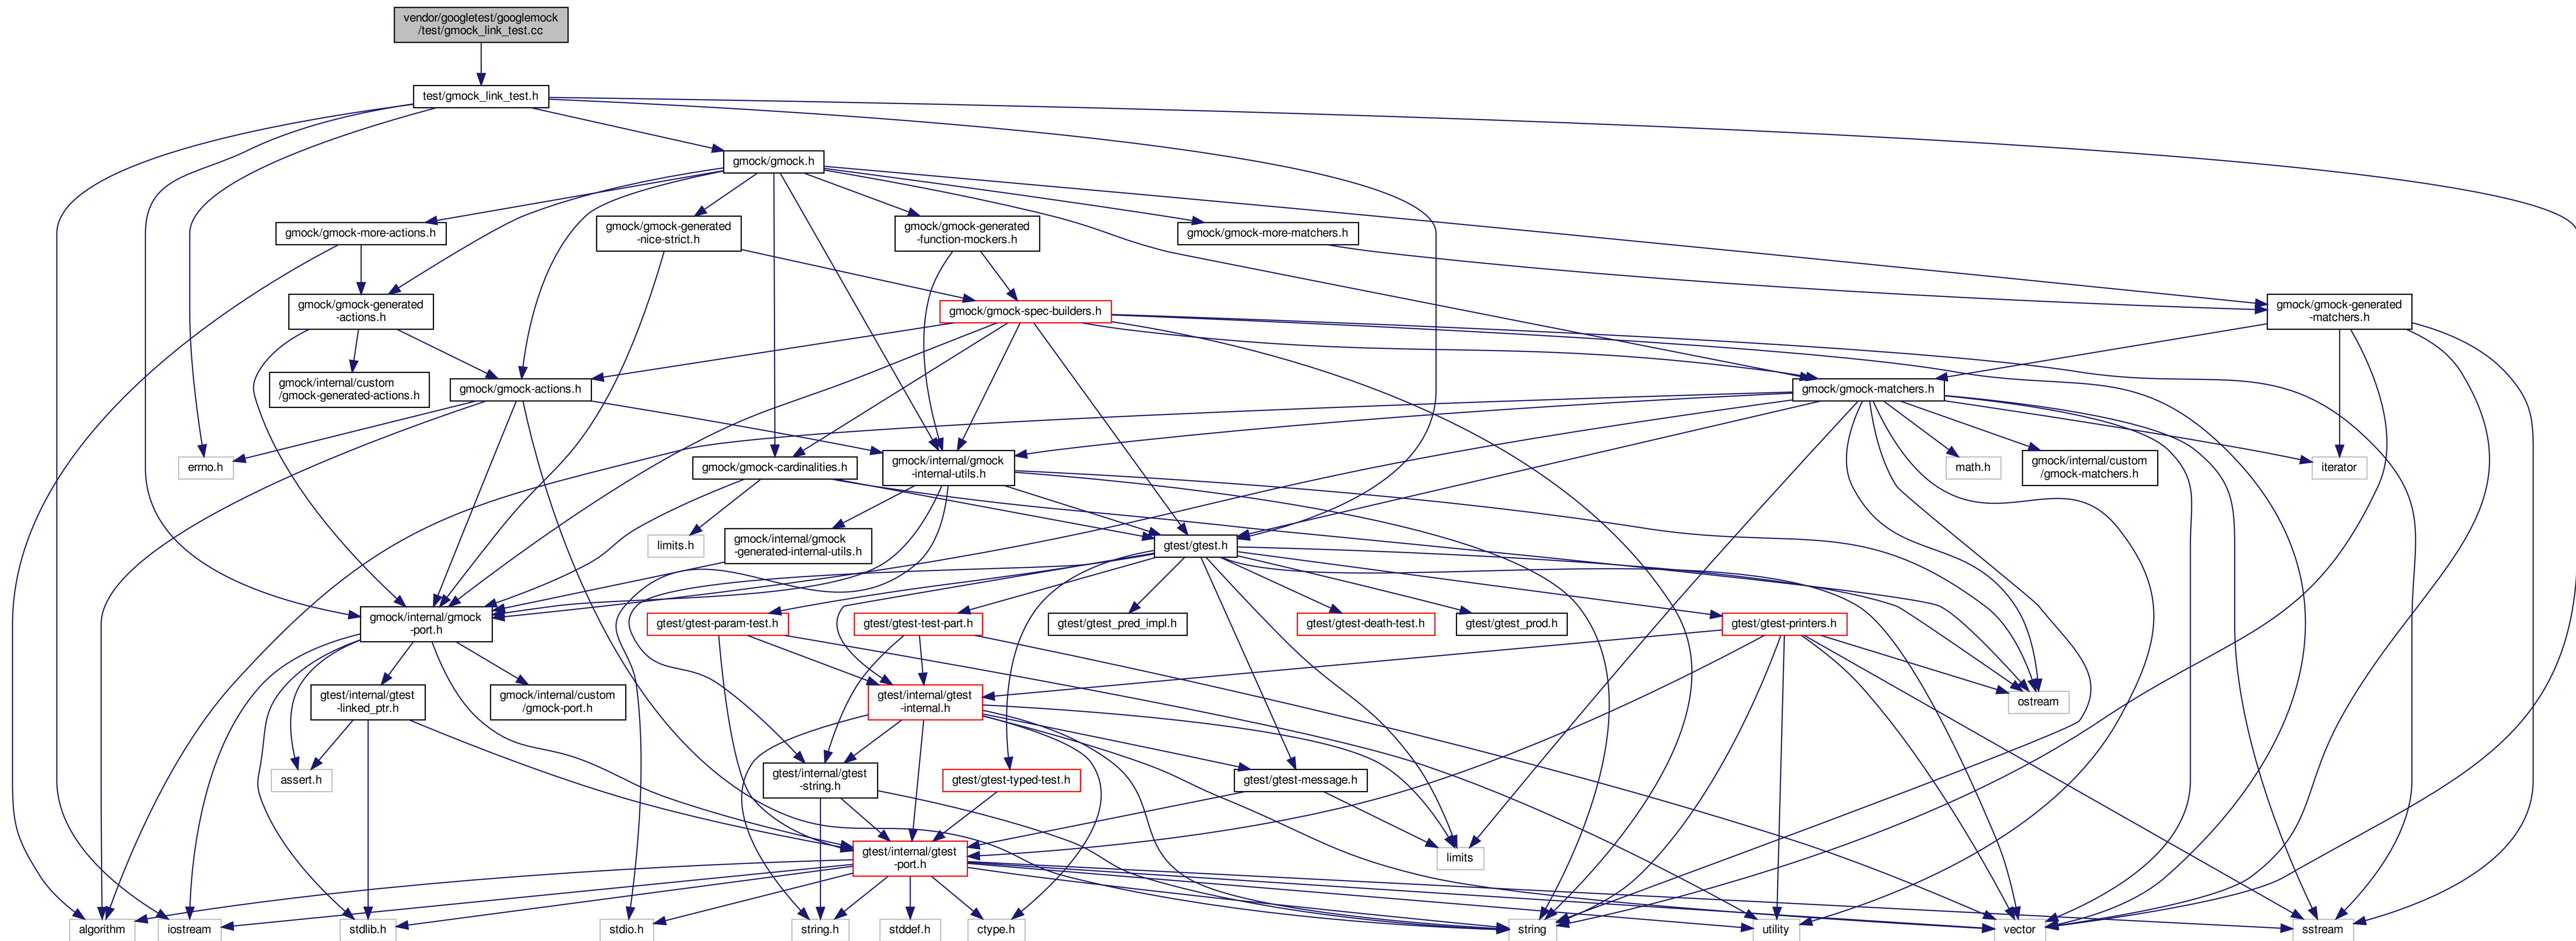 vendor/googletest/googlemock
/test/gmock_link_test.cc
test/gmock_link_test.h
gmock/gmock.h
gmock/gmock-more-actions.h
gmock/gmock-generated
-nice-strict.h
gmock/gmock-generated
-function-mockers.h
gmock/gmock-more-matchers.h
gmock/gmock-generated
-actions.h
gmock/gmock-spec-builders.h
gmock/gmock-generated
-matchers.h
gmock/internal/custom
/gmock-generated-actions.h
gmock/gmock-actions.h
gmock/gmock-matchers.h
errno.h
gmock/gmock-cardinalities.h
gmock/internal/gmock
-internal-utils.h
math.h
gmock/internal/custom
/gmock-matchers.h
iterator
limits.h
gmock/internal/gmock
-generated-internal-utils.h
gtest/gtest.h
gmock/internal/gmock
-port.h
gtest/gtest-param-test.h
gtest/gtest-test-part.h
gtest/gtest_pred_impl.h
gtest/gtest-death-test.h
gtest/gtest_prod.h
gtest/gtest-printers.h
gtest/internal/gtest
-linked_ptr.h
gmock/internal/custom
/gmock-port.h
gtest/internal/gtest
-internal.h
ostream
assert.h
gtest/internal/gtest
-string.h
gtest/gtest-typed-test.h
gtest/gtest-message.h
gtest/internal/gtest
-port.h
limits
algorithm
iostream
stdlib.h
stdio.h
string.h
stddef.h
ctype.h
string
utility
vector
sstream